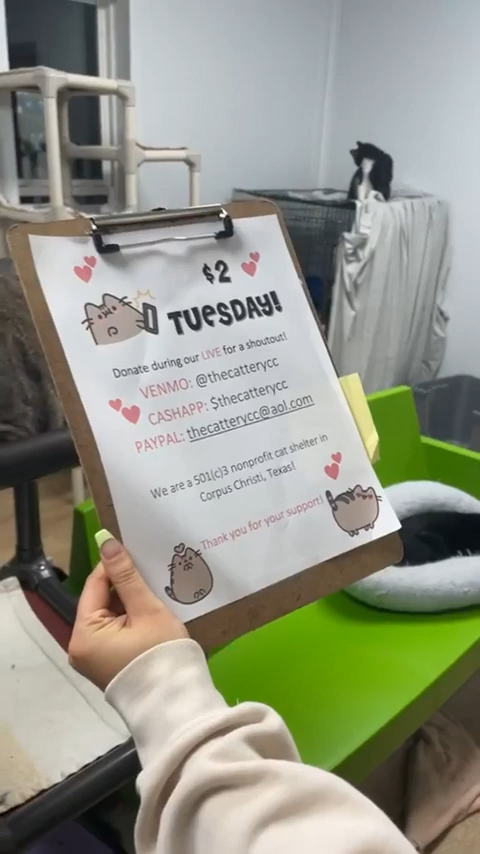 $2
TUESDAY!
Donate during our LIVE for a shoutout!
VENMO: @thecatterycc
CASHAPP: $thecatterycc
PAYPAL: thecatterycc@aol.com
We are a 501(c)3 nonprofit cat shelter in
Corpus Christi, Texas!
Thank you for your support!